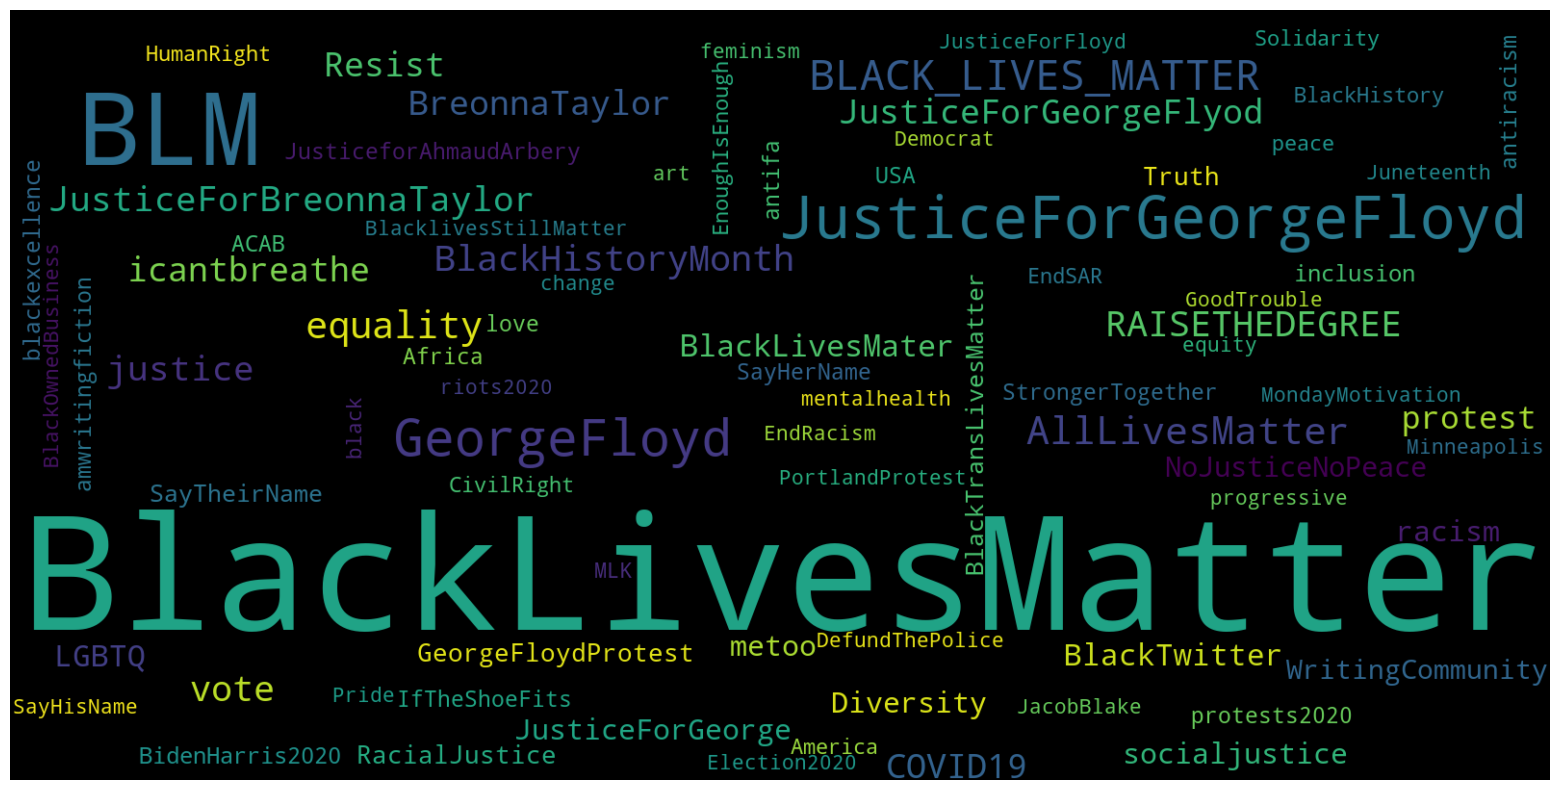 HumanRight
Resist
feminism
JusticeForFloyd
Solidarity
BLM
BreonnaTaylor
EnoughIsEnough
BLACK_LIVES_MATTER
BlackHistory
antiracism
JusticeForGeorgeFlyod
JusticeforAhmaudArbery
Democrat
peace
art
antifa
USA
Truth
Juneteenth
blackexcellence
JusticeForBreonnaTaylor
BlacklivesStillMatter
JusticeForGeorgeFloyd
ACAB
BlackHistoryMonth
icantbreathe
change
EndSAR
inclusion
BlackOwnedBusiness
amwritingfiction
GoodTrouble
equality
love
RAISETHEDEGREE
Africa
BlackLivesMater
equity
justice
SayHerName
riots2020
mentalhealth
BlackTransLivesMatter
StrongerTogether
MondayMotivation
black
GeorgeFloyd
EndRacism
AllLivesMatter
protest
Minneapolis
NoJusticeNoPeace
CivilRight
PortlandProtest
SayTheirName
progressive
racism
BlackLivesMatter
MLK
LGBTQ
GeorgeFloydProtest
metoo
DefundThePolice
BlackTwitter
WritingCommunity
vote
Pride
IfTheShoeFits
Diversity
JacobBlake
SayHisName
protests2020
JusticeForGeorge
BidenHarris2020
RacialJustice
America
Election2020
COVID19
socialjustice